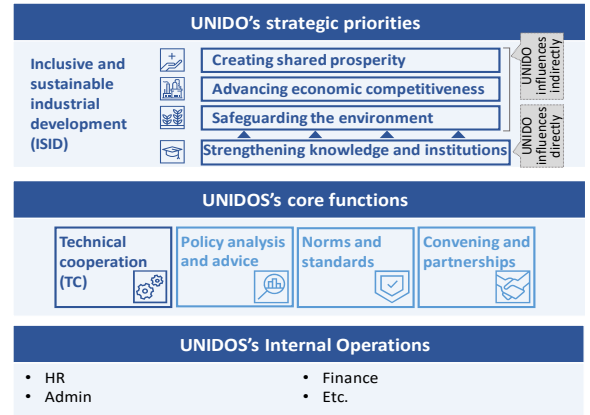 UNIDO's strategic priorities
Inclusive and
sustainable
industrial
development
(ISID)
Creating shared prosperity
Advancing economic competitiveness
Safeguarding the environment
Strengthening knowledge and institutions
UNIDO
influences
indirectly
UNIDO
influences
directly
UNIDOS's core functions
Technical
cooperation
(TC)
Policy analysis
and advice
Norms and
standards
Convening and
partnerships
UNIDOS's Internal Operations
• HR
• Admin
• Finance
• Etc.